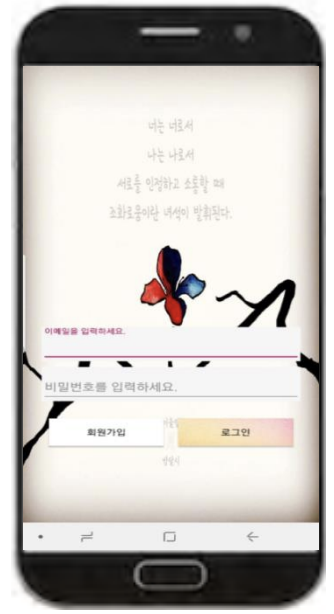 너는 너로서
나는 나로서
서로를 인정하고 소통할 때
조화로움이란 녀석이 발휘된다.
이메일을 입력하세요.
비밀번호를 입력하세요.
회원가입
로그인